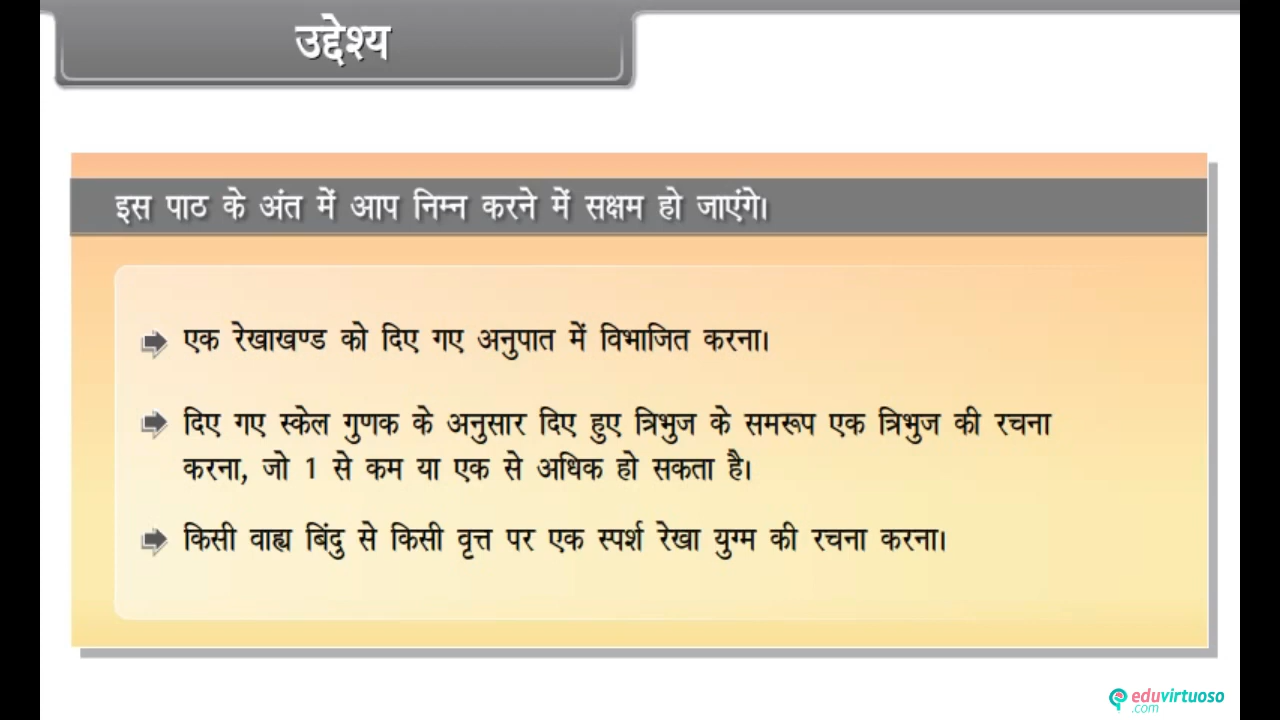 उद्देश्य
इस पाठ के अंत में आप निम्न करने में सक्षम हो जाएंगे।
एक रेखाखण्ड को दिए गए अनुपात में विभाजित करना।
दिए गए स्केल गुणक के अनुसार दिए हुए त्रिभुज के समरूप एक त्रिभुज की रचना
करना, जो 1 से कम या एक से अधिक हो सकता है।
किसी वाह्य बिंदु से किसी वृत्त पर एक स्पर्श रेखा युग्म की रचना करना।
eduvirtuoso
.com